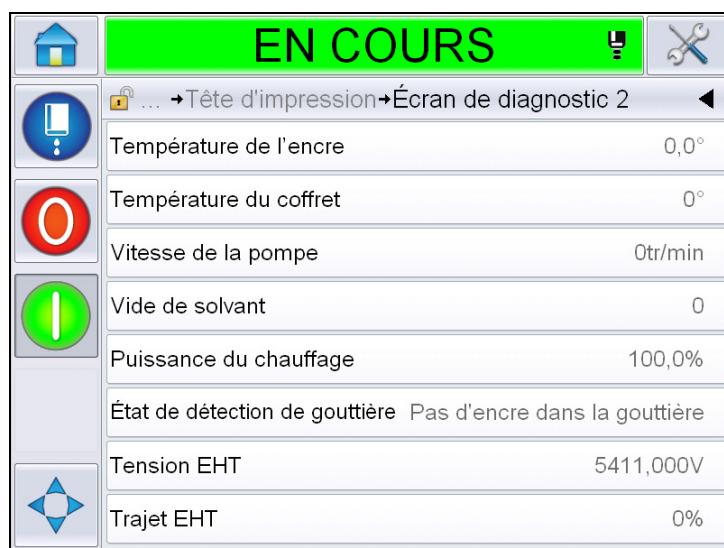 EN COURS
... →Tête d'impression→Écran de diagnostic 2
Température de l'encre 0,0°
Température du coffret 0°
Vitesse de la pompe 0tr/min
Vide de solvant 0
Puissance du chauffage 100,0%
État de détection de gouttière Pas d'encre dans la gouttière
Tension EHT 5411,000V
Trajet EHT 0%